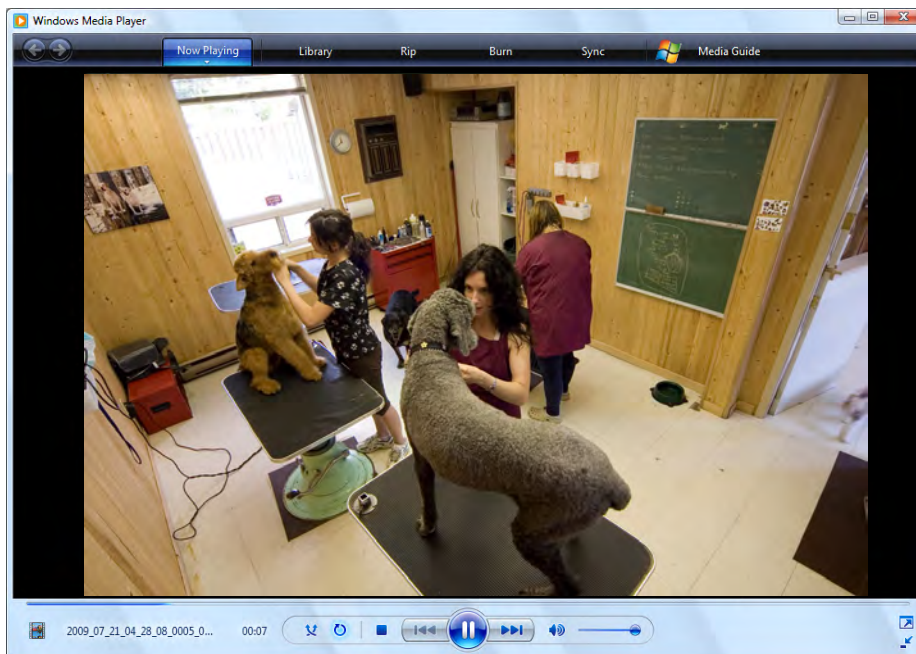 Windows Media Player
Now Playing
Library
Rip
Burn
Sync
Media Guide
2009_07_21_04_28_08_0005_0...
00:07